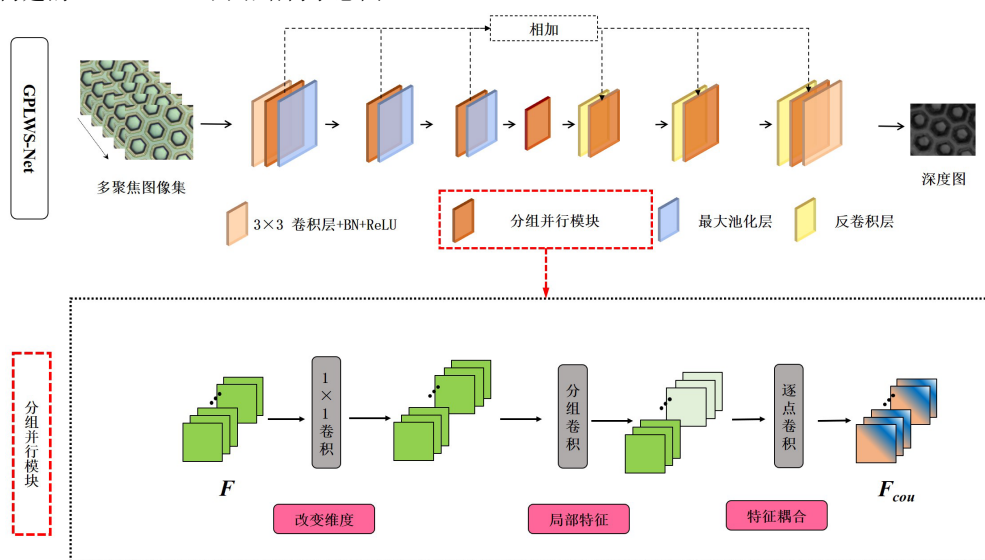 相加
GPLWS-Net
多聚焦图像集
深度图
3×3 卷积层+BN+ReLU
分组并行模块
最大池化层
反卷积层
分组并行模块
1×1卷积
分组卷积
逐点卷积
F
F_cou
改变维度
局部特征
特征耦合